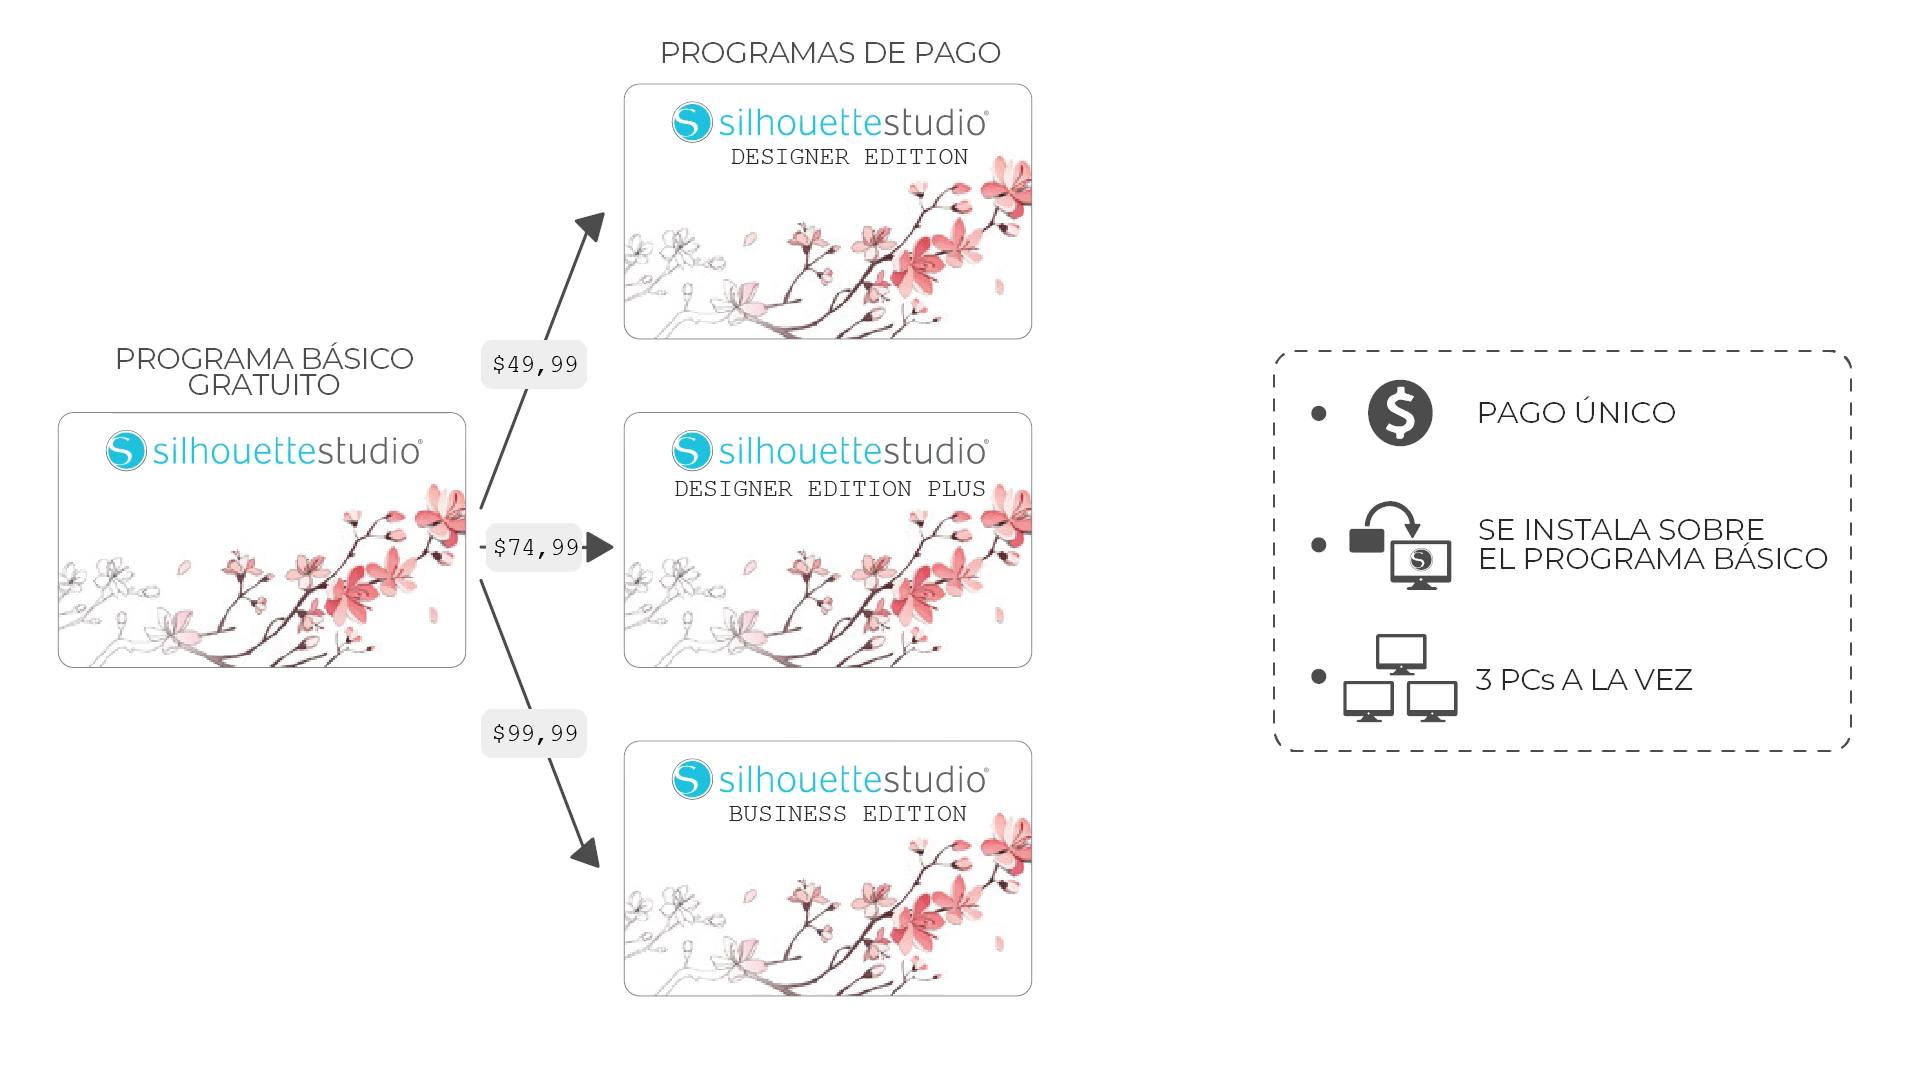 PROGRAMAS DE PAGO
silhouettestudio®
DESIGNER EDITION
PROGRAMA BÁSICO
GRATUITO
silhouettestudio®
$49,99
$74,99
$99,99
silhouettestudio®
DESIGNER EDITION PLUS
silhouettestudio®
BUSINESS EDITION
PAGO ÚNICO
SE INSTALA SOBRE
EL PROGRAMA BÁSICO
3 PCs A LA VEZ